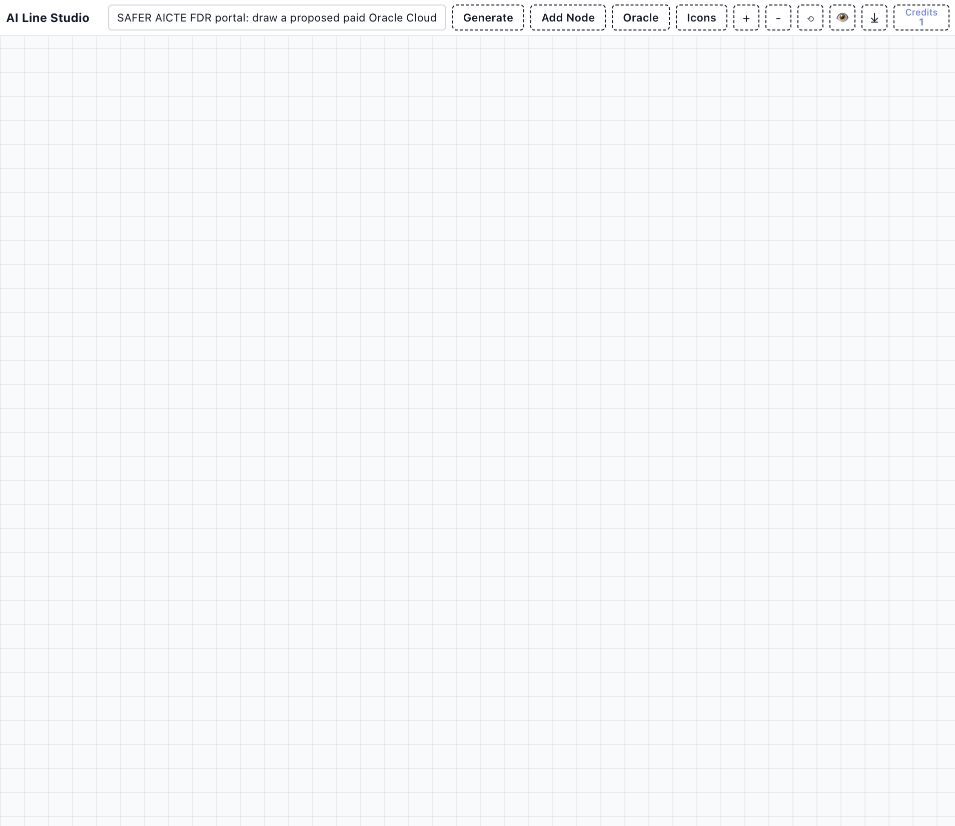 AI Line Studio
SAFER AICTE FDR portal: draw a proposed paid Oracle Cloud
Generate
Add Node
Oracle
Icons
+
-
⟲
👁
↓
Credits
1